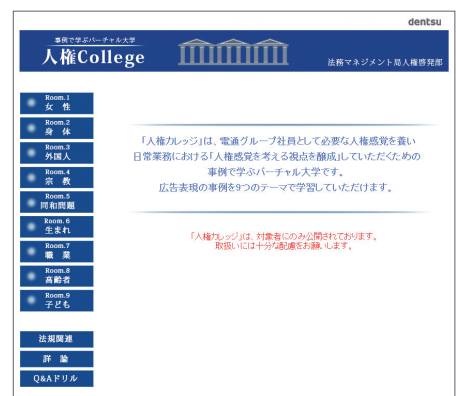 dentsu
事例で学ぶバーチャル大学
人権College
法務マネジメント局人権啓発部
Room.1
女 性
Room.2
身 体
Room.3
外国人
Room.4
宗 教
Room.5
同和問題
Room.6
生まれ
Room.7
職 業
Room.8
高齢者
Room.9
子ども
法規関連
詳 論
Q&Aドリル
「人権カレッジ」は、電通グループ社員として必要な人権感覚を養い
日常業務における「人権感覚を考える視点を醸成」していただくための
事例で学ぶバーチャル大学です。
広告表現の事例を9つのテーマで学習していただけます。
「人権カレッジ」は、対象者にのみ公開されております。
取扱いには十分な配慮をお願いします。